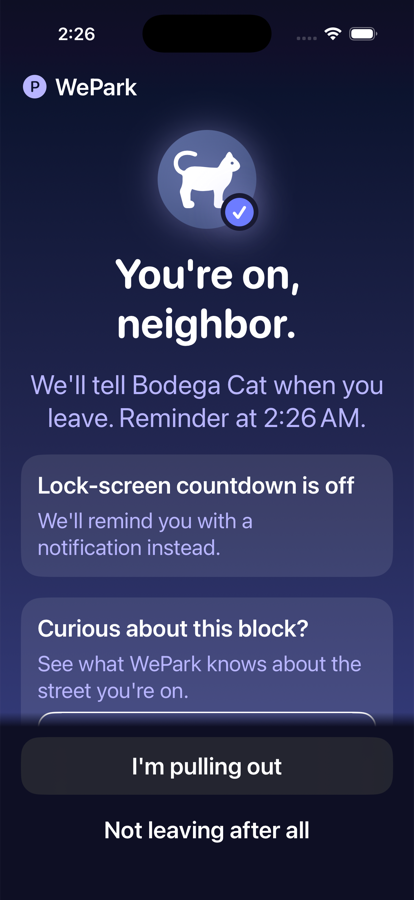 2:26
P WePark
You're on,
neighbor.
We'll tell Bodega Cat when you
leave. Reminder at 2:26 AM.
Lock-screen countdown is off
We'll remind you with a
notification instead.
Curious about this block?
See what WePark knows about the
street you're on.
I'm pulling out
Not leaving after all